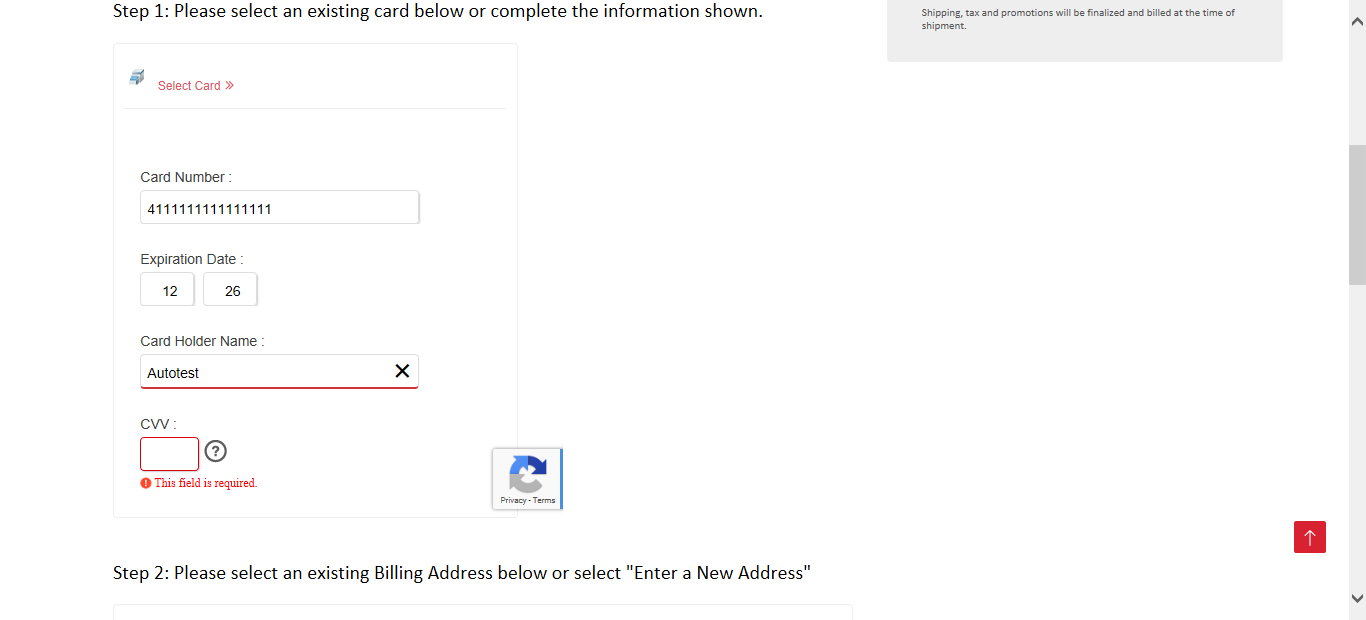 Step 1: Please select an existing card below or complete the information shown.
Shipping, tax and promotions will be finalized and billed at the time of
shipment.
Select Card »
Card Number :
4111111111111111
Expiration Date :
12 26
Card Holder Name :
Autotest
CVV :
This field is required.
Privacy - Terms
Step 2: Please select an existing Billing Address below or select "Enter a New Address"